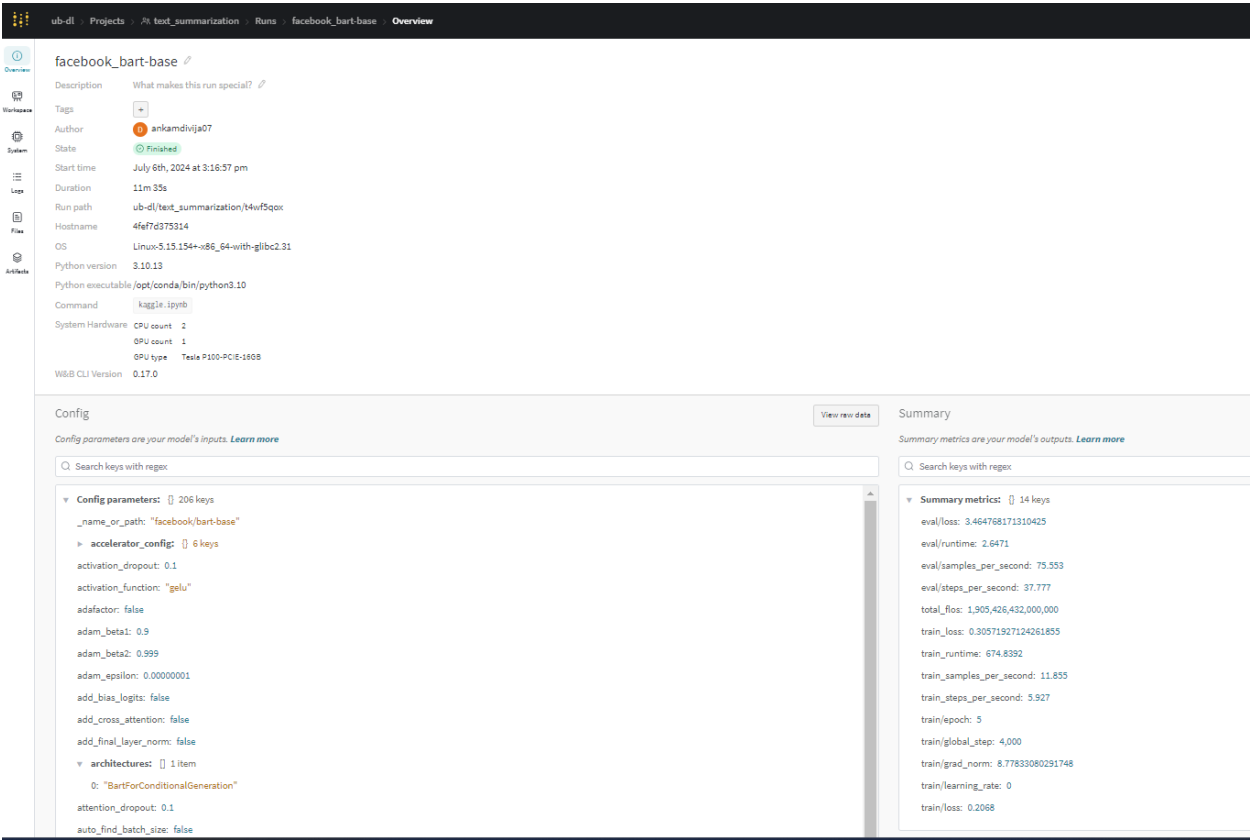 ub-dl > Projects > text_summarization > Runs > facebook_bart-base > Overview
Overview
Workspace
System
Logs
Files
Artifacts
facebook_bart-base
Description What makes this run special?
Tags +
Author D ankamdivija07
State Finished
Start time July 6th, 2024 at 3:16:57 pm
Duration 11m 35s
Run path ub-dl/text_summarization/t4wf5qox
Hostname 4fef7d375314
OS Linux-5.15.154+-x86_64-with-glibc2.31
Python version 3.10.13
Python executable /opt/conda/bin/python3.10
Command kaggle.ipynb
System Hardware CPU count 2
GPU count 1
GPU type Tesla P100-PCIE-16GB
W&B CLI Version 0.17.0
Config
View raw data
Config parameters are your model's inputs. Learn more
Search keys with regex
Config parameters: {} 206 keys
_name_or_path: "facebook/bart-base"
accelerator_config: {} 6 keys
activation_dropout: 0.1
activation_function: "gelu"
adafactor: false
adam_beta1: 0.9
adam_beta2: 0.999
adam_epsilon: 0.00000001
add_bias_logits: false
add_cross_attention: false
add_final_layer_norm: false
architectures: [] 1 item
0: "BartForConditionalGeneration"
attention_dropout: 0.1
auto_find_batch_size: false
Summary
Summary metrics are your model's outputs. Learn more
Search keys with regex
Summary metrics: {} 14 keys
eval/loss: 3.464768171310425
eval/runtime: 2.6471
eval/samples_per_second: 75.553
eval/steps_per_second: 37.777
total_flos: 1,905,426,432,000,000
train_loss: 0.30571927124261855
train_runtime: 674.8392
train_samples_per_second: 11.855
train_steps_per_second: 5.927
train/epoch: 5
train/global_step: 4,000
train/grad_norm: 8.77833080291748
train/learning_rate: 0
train/loss: 0.2068